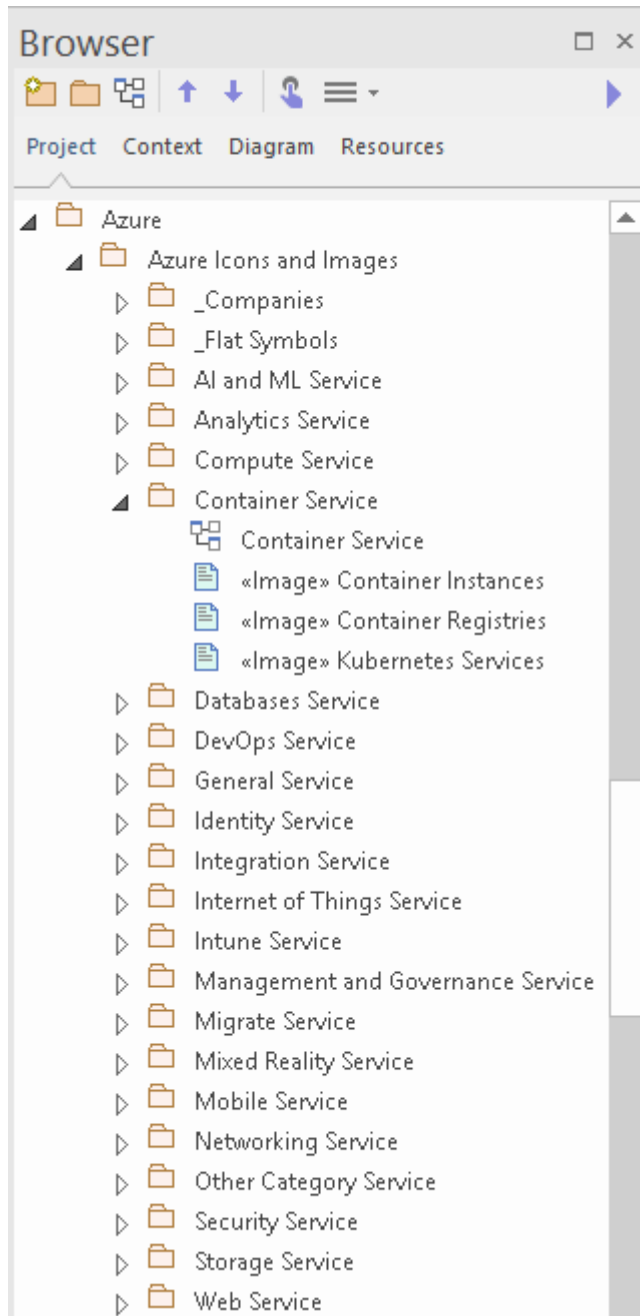 Browser
Project Context Diagram Resources
Azure
Azure Icons and Images
_Companies
_Flat Symbols
AI and ML Service
Analytics Service
Compute Service
Container Service
Container Service
«Image» Container Instances
«Image» Container Registries
«Image» Kubernetes Services
Databases Service
DevOps Service
General Service
Identity Service
Integration Service
Internet of Things Service
Intune Service
Management and Governance Service
Migrate Service
Mixed Reality Service
Mobile Service
Networking Service
Other Category Service
Security Service
Storage Service
Web Service